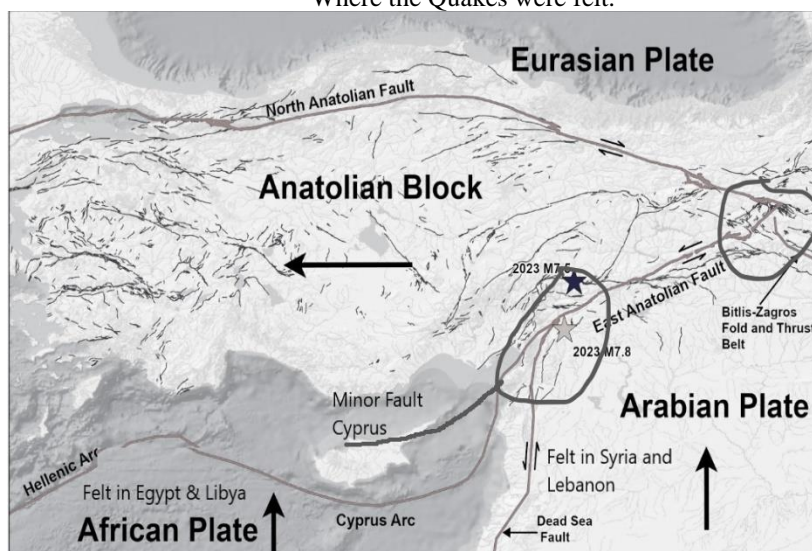 Where the Quakes were felt.
Eurasian Plate
North Anatolian Fault
Anatolian Block
2023 M7.5
East Anatolian Fault
Bitlis-Zagros
Fold and Thrust
Belt
2023 M7.8
Minor Fault
Cyprus
Arabian Plate
Hellenic Arc
Felt in Syria and
Lebanon
Felt in Egypt & Libya
African Plate
Cyprus Arc
Dead Sea
Fault